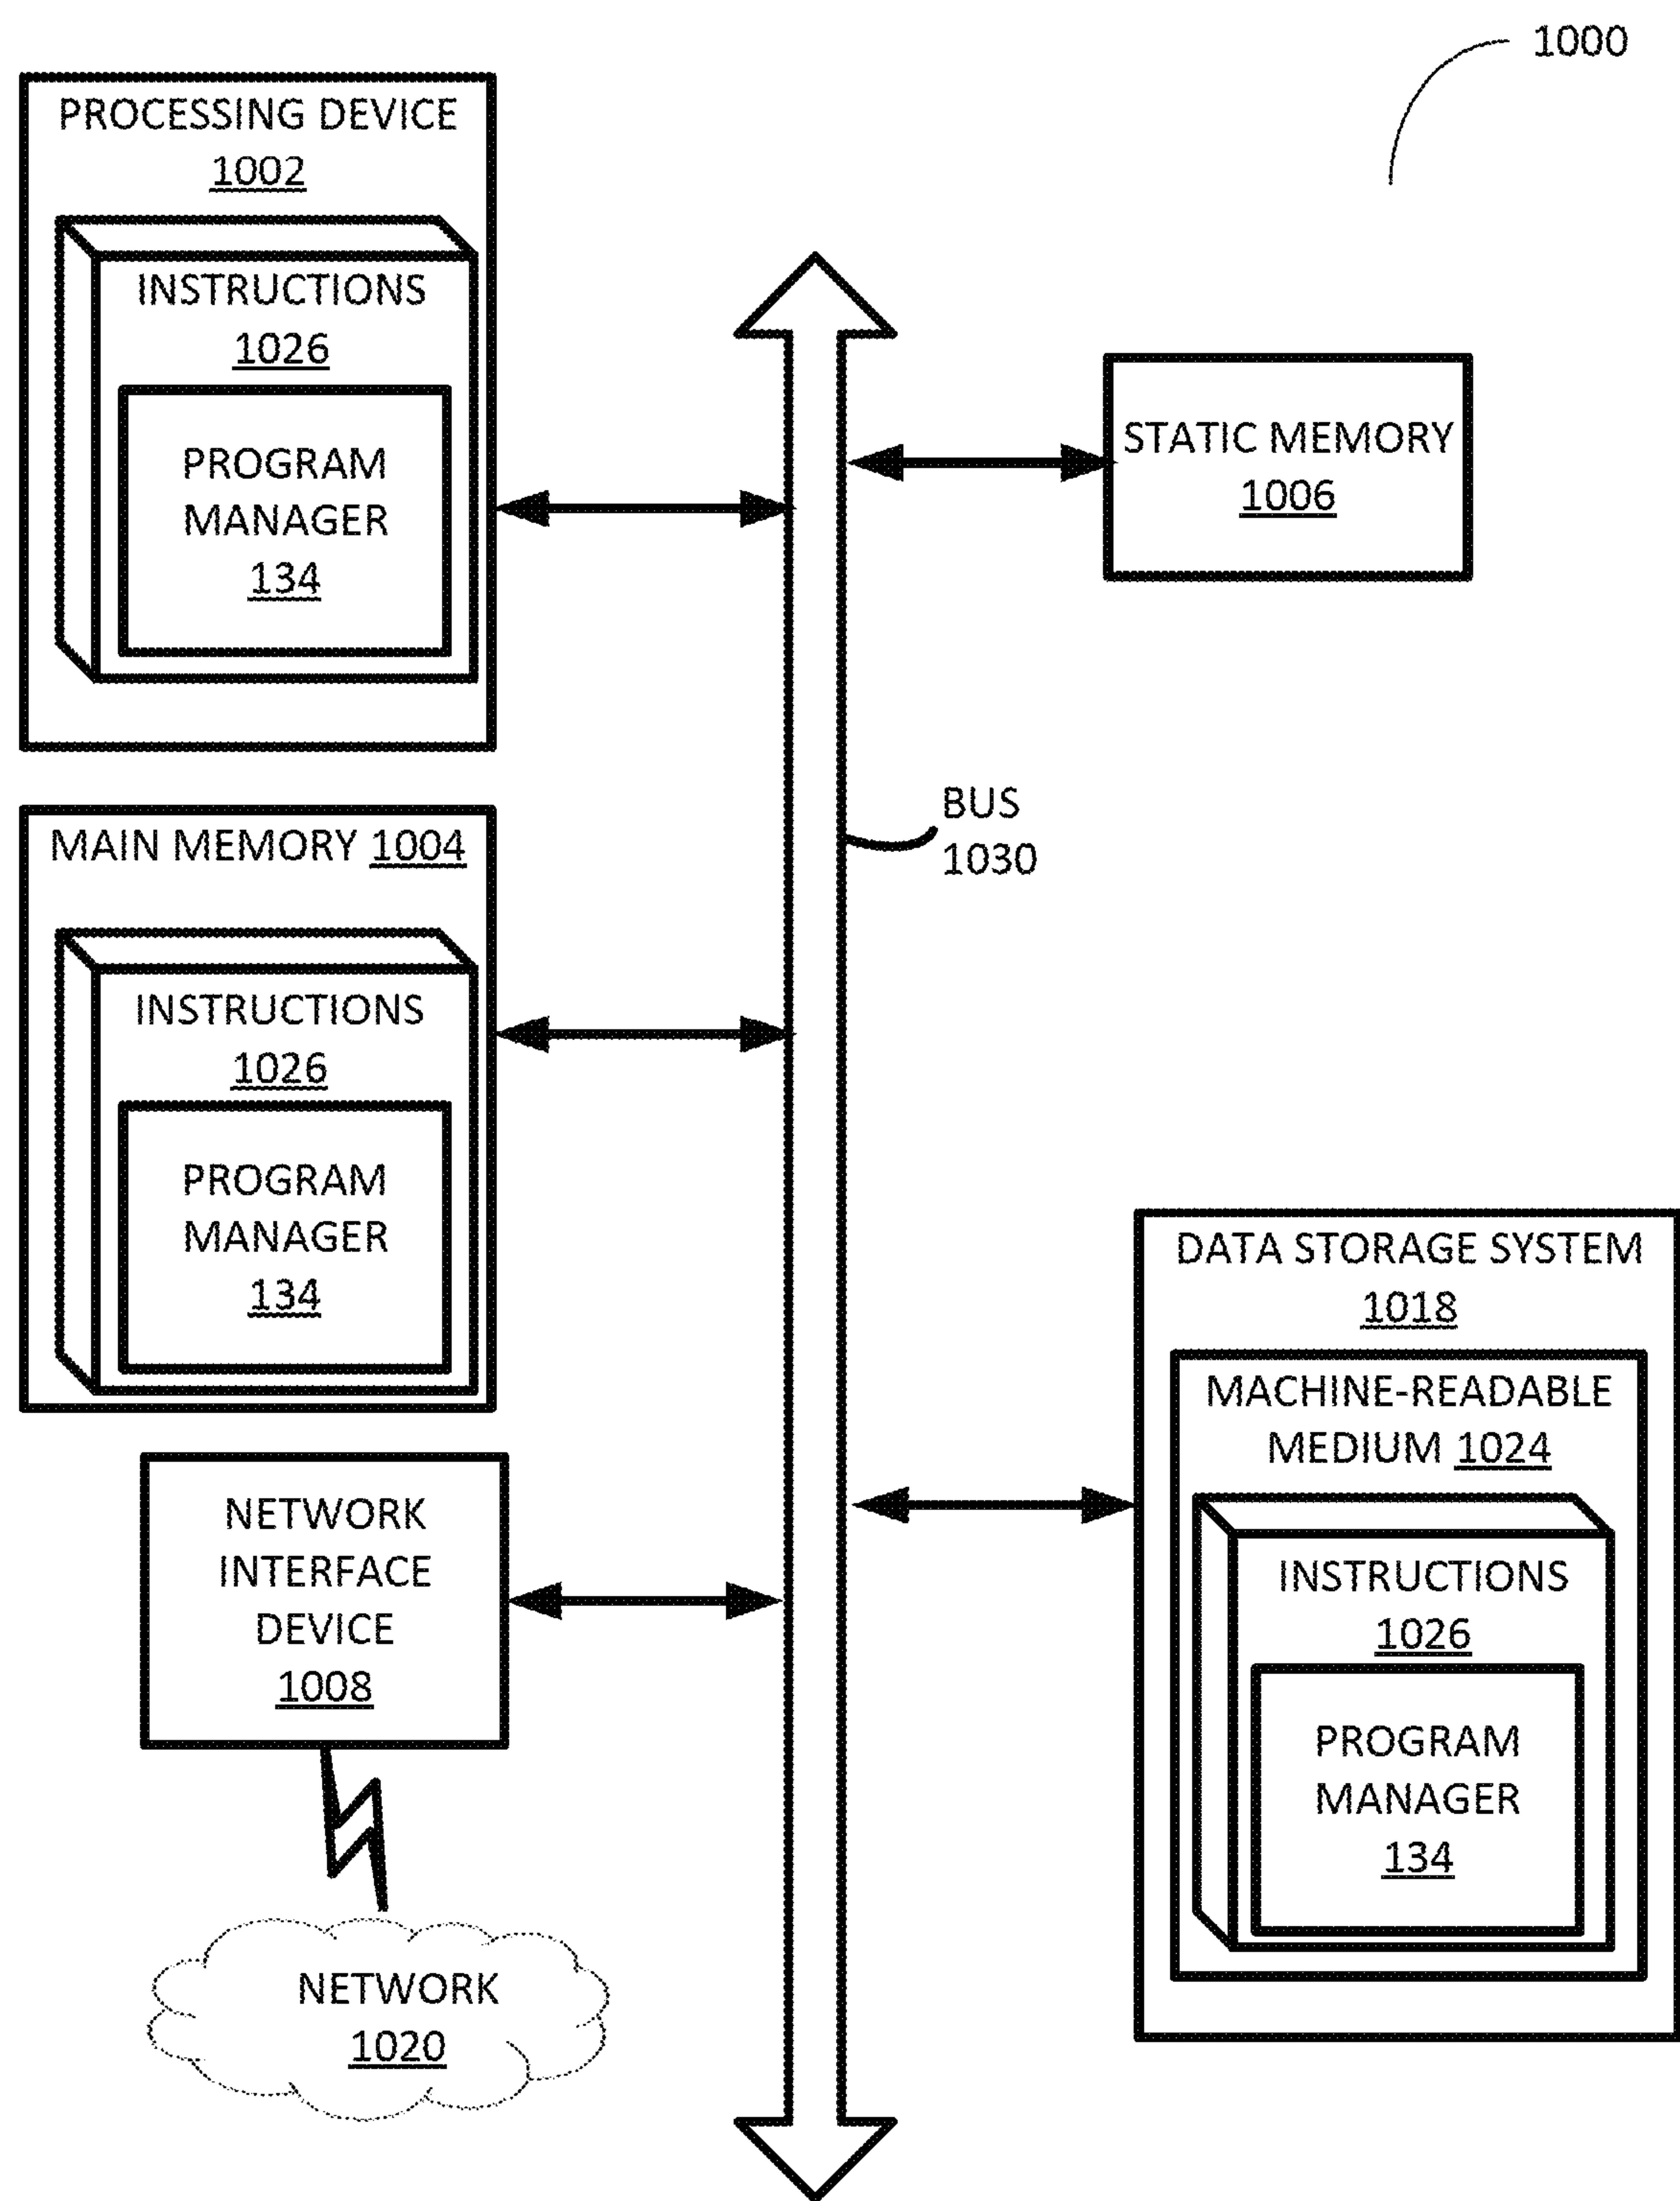 1000
PROCESSING DEVICE
1002
INSTRUCTIONS
1026
PROGRAM
MANAGER
134
STATIC MEMORY
1006
BUS
1030
MAIN MEMORY 1004
INSTRUCTIONS
1026
PROGRAM
MANAGER
134
DATA STORAGE SYSTEM
1018
MACHINE-READABLE
MEDIUM 1024
INSTRUCTIONS
1026
PROGRAM
MANAGER
134
NETWORK
INTERFACE
DEVICE
1008
NETWORK
1020